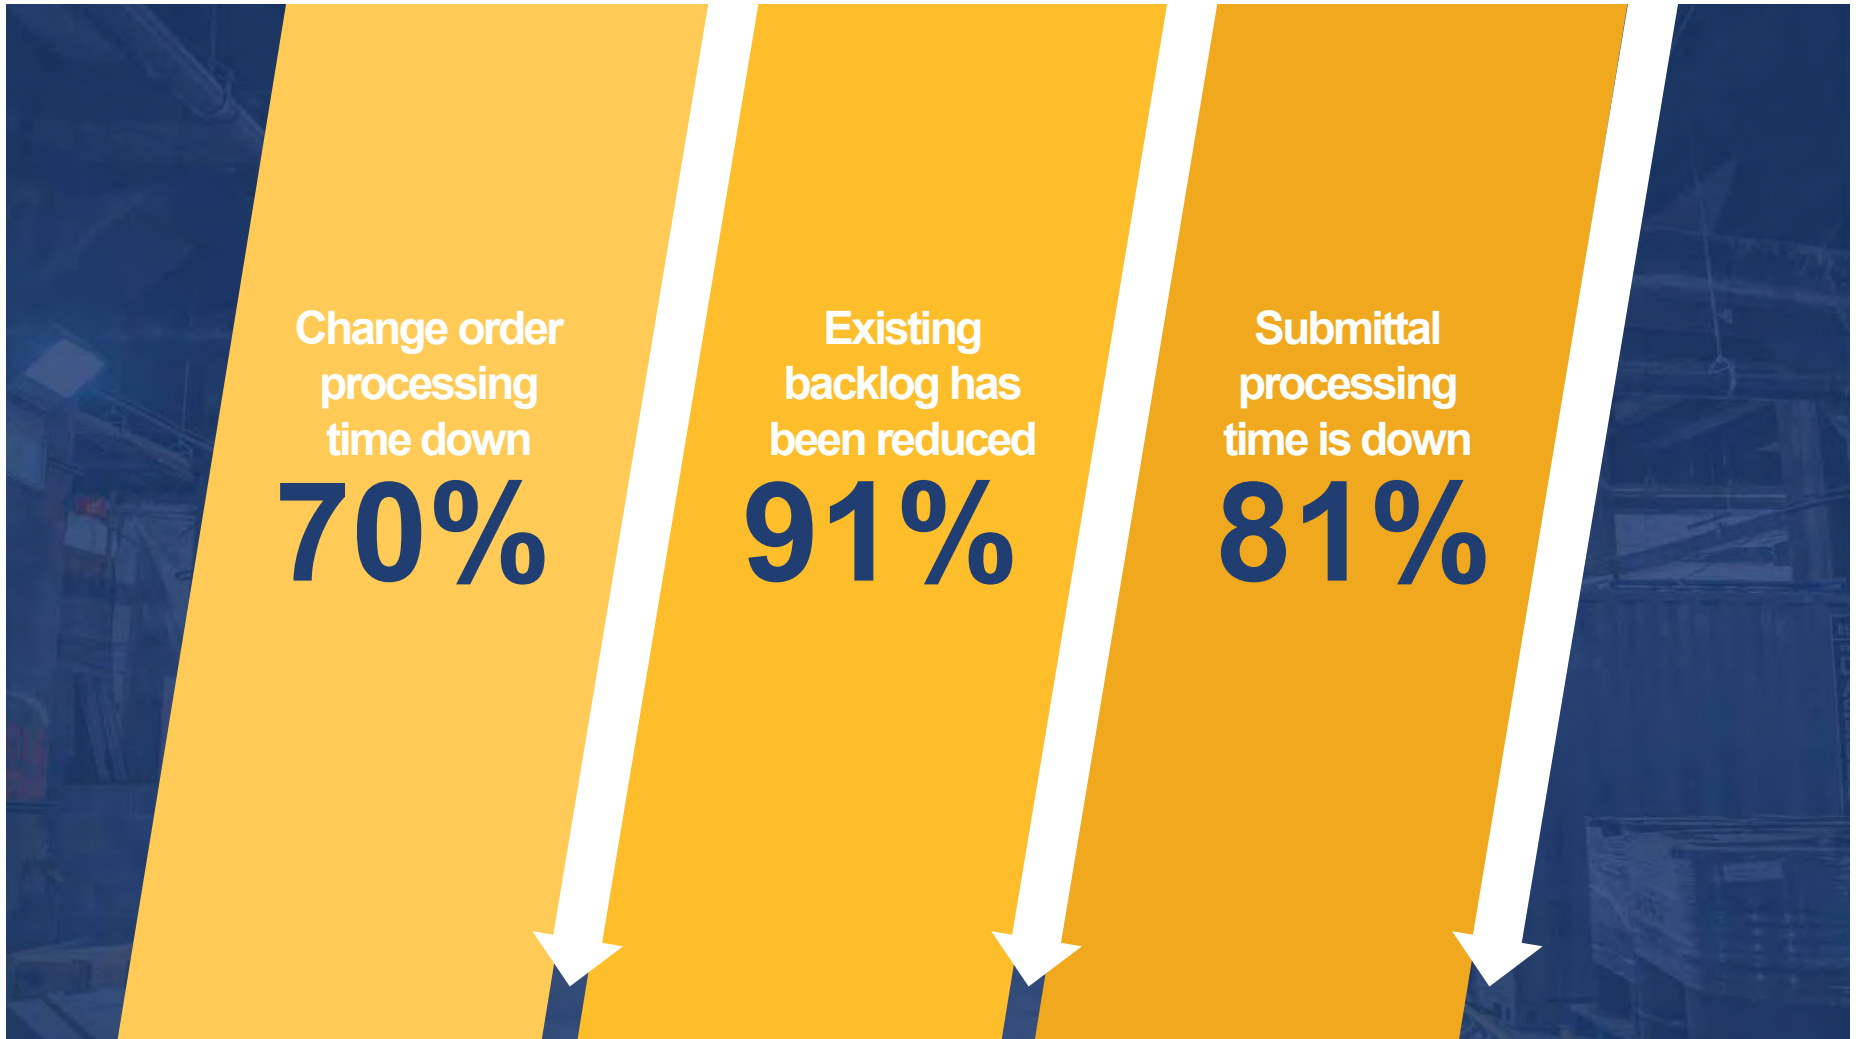 Change order
processing
time down
70%
Existing
backlog has
been reduced
91%
Submittal
processing
time is down
81%